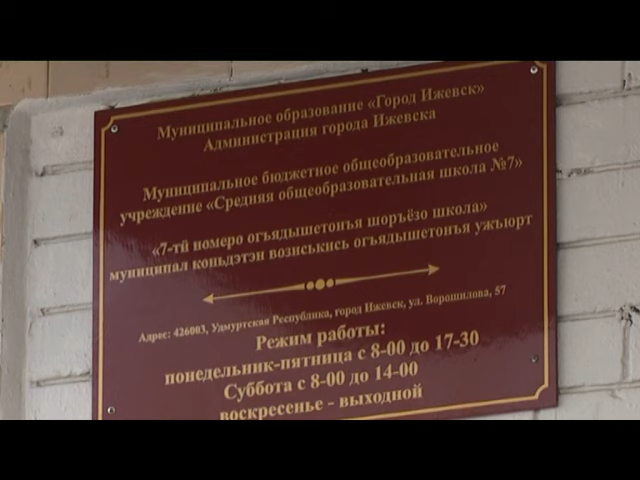 Муниципальное образование «Город Ижевск»
Администрация города Ижевска
Муниципальное бюджетное общеобразовательное
учреждение «Средняя общеобразовательная школа №7»
«7-тӥ номеро огъядышетонъя шоръёзо школа»
муниципал коньдэтэн возиськись огъядышетонъя ужъюрт
Адрес: 426003, Удмуртская Республика, город Ижевск, ул. Ворошилова, 57
Режим работы:
понедельник-пятница с 8-00 до 17-30
Суббота с 8-00 до 14-00
воскресенье - выходной